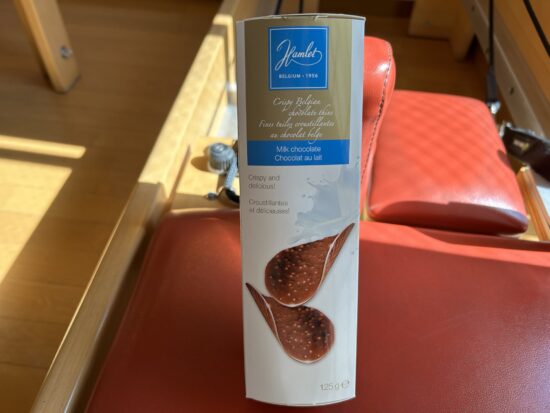 Hamlet
BELGIUM · 1956
Crispy Belgian
chocolate thins
Fines tuiles croustillantes
au chocolat belge
Milk chocolate
Chocolat au lait
Crispy and
delicious!
Croustillantes
et délicieuses!
125 g ℮